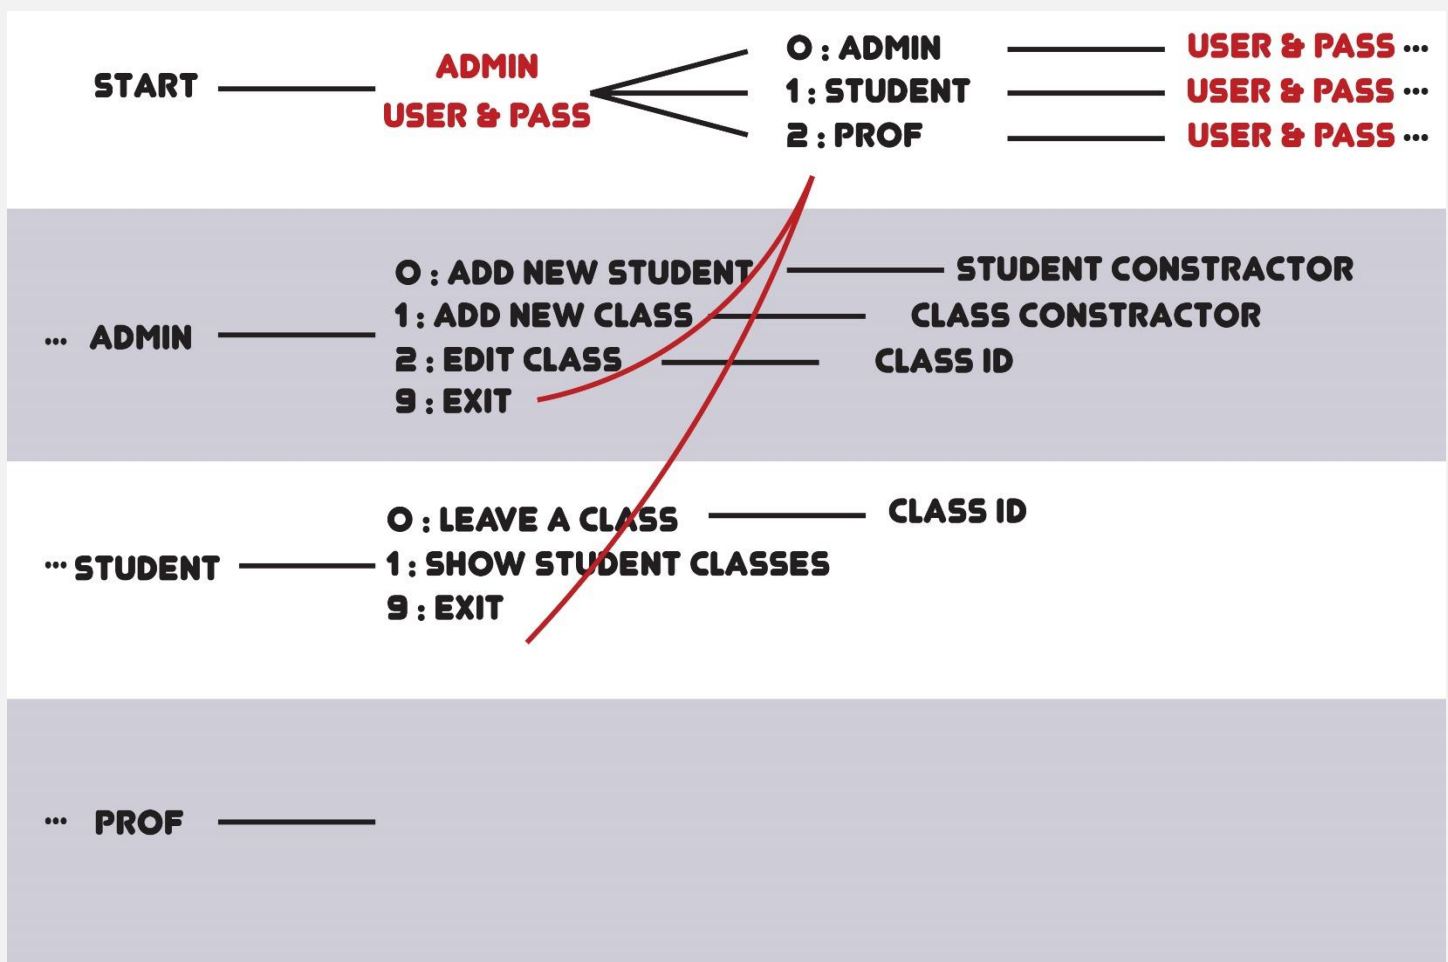 START
ADMIN
USER & PASS
0 : ADMIN
USER & PASS ...
1 : STUDENT
USER & PASS ...
2 : PROF
USER & PASS ...
... ADMIN
0 : ADD NEW STUDENT
STUDENT CONSTRACTOR
1 : ADD NEW CLASS
CLASS CONSTRACTOR
2 : EDIT CLASS
CLASS ID
9 : EXIT
... STUDENT
0 : LEAVE A CLASS
CLASS ID
1 : SHOW STUDENT CLASSES
9 : EXIT
... PROF